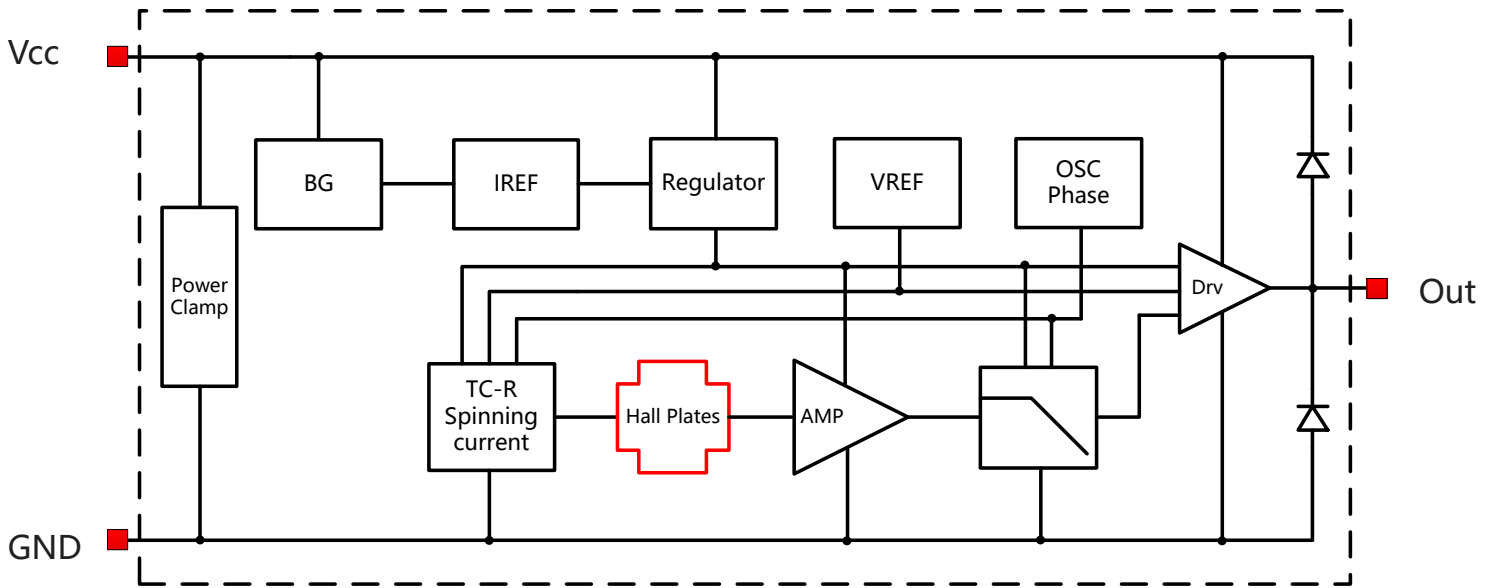 Vcc
BG
IREF
Regulator
VREF
OSC
Phase
Power
Clamp
Drv
Out
TC-R
Spinning
current
Hall Plates
AMP
GND